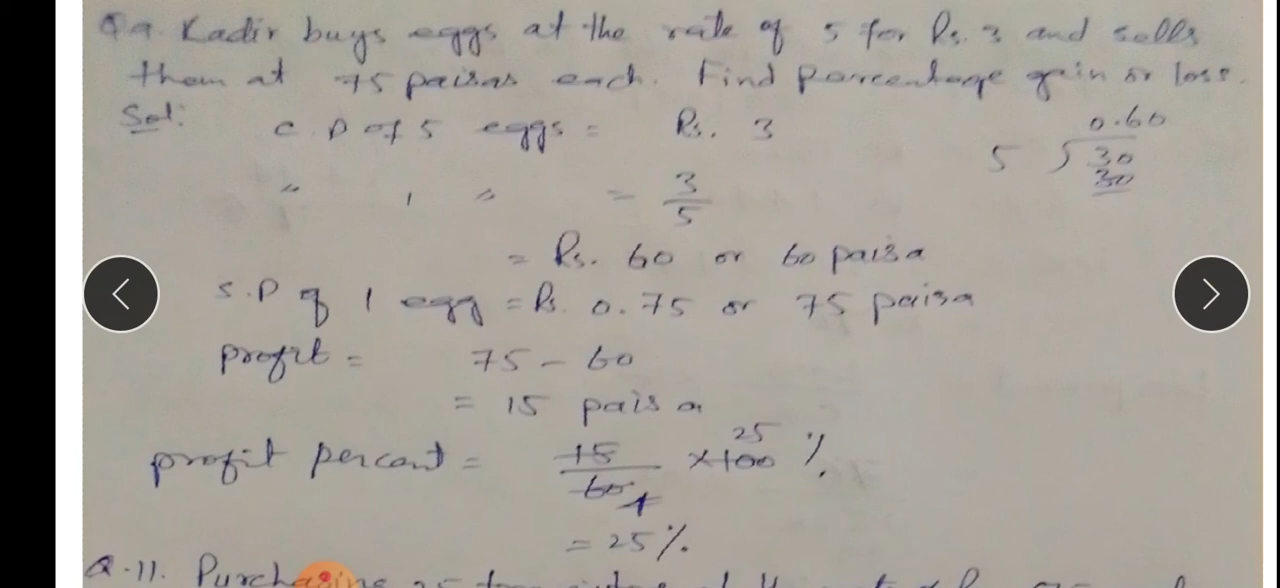 Q9. Kadir buys eggs at the rate of 5 for Rs. 3 and sells
them at 75 paisas each. Find percentage gain or loss.
Sol:
C.P of 5 eggs = Rs. 3
" 1 " = 3/5
0.60
5 ) 30
30
= Rs. 60 or 60 paisa
S.P of 1 egg = Rs. 0.75 or 75 paisa
profit = 75 - 60
= 15 paisa
profit percent = 15/60 4 × 100 25 %
= 25%.
Q.11. Purchasing